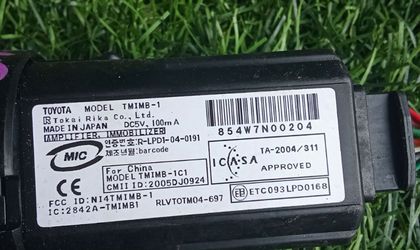 TOYOTA MODEL TMIMB-1
Tokai Rika Co., Ltd.
MADE IN JAPAN DC5V, 100mA
AMPLIFIER, IMMOBILIZER
인증번호:R-LPD1-04-0191
제조년월:barcode
MIC
For China
MODEL TMIMB-1C1
CMII ID:2005DJ0924
FCC ID:NI4TMIMB-1
IC:2842A-TMIMB1
RLVTOTM04-697
854W7N00204
ICASA
TA-2004/311
APPROVED
ETC093LPD0168
CE